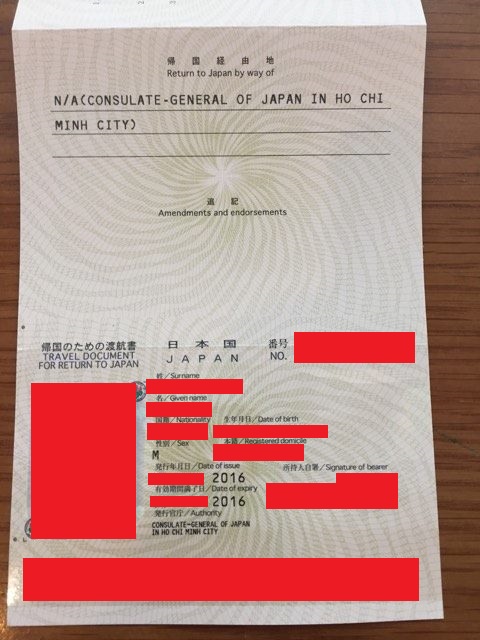 帰国経由地
Return to Japan by way of
N/A(CONSULATE-GENERAL OF JAPAN IN HO CHI
MINH CITY)
追記
Amendments and endorsements
帰国のための渡航書
TRAVEL DOCUMENT
FOR RETURN TO JAPAN
日本国
JAPAN
番号
NO.
姓/Surname
名/Given name
国籍/Nationality 生年月日/Date of birth
性別/Sex 本籍/Registered domicile
M
発行年月日/Date of issue 所持人自署/Signature of bearer
2016
有効期間満了日/Date of expiry
2016
発行官庁/Authority
CONSULATE-GENERAL OF JAPAN
IN HO CHI MINH CITY